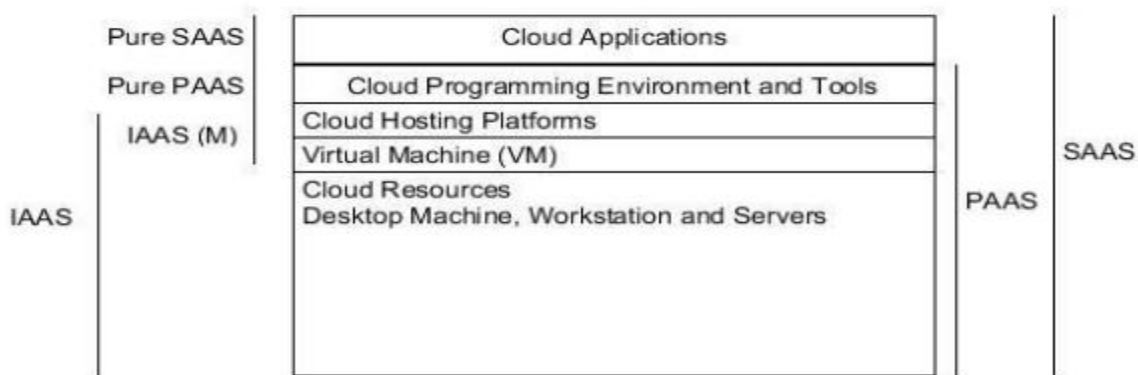 Pure SAAS
Cloud Applications
Pure PAAS
Cloud Programming Environment and Tools
IAAS (M)
Cloud Hosting Platforms
Virtual Machine (VM)
SAAS
Cloud Resources
PAAS
IAAS
Desktop Machine, Workstation and Servers